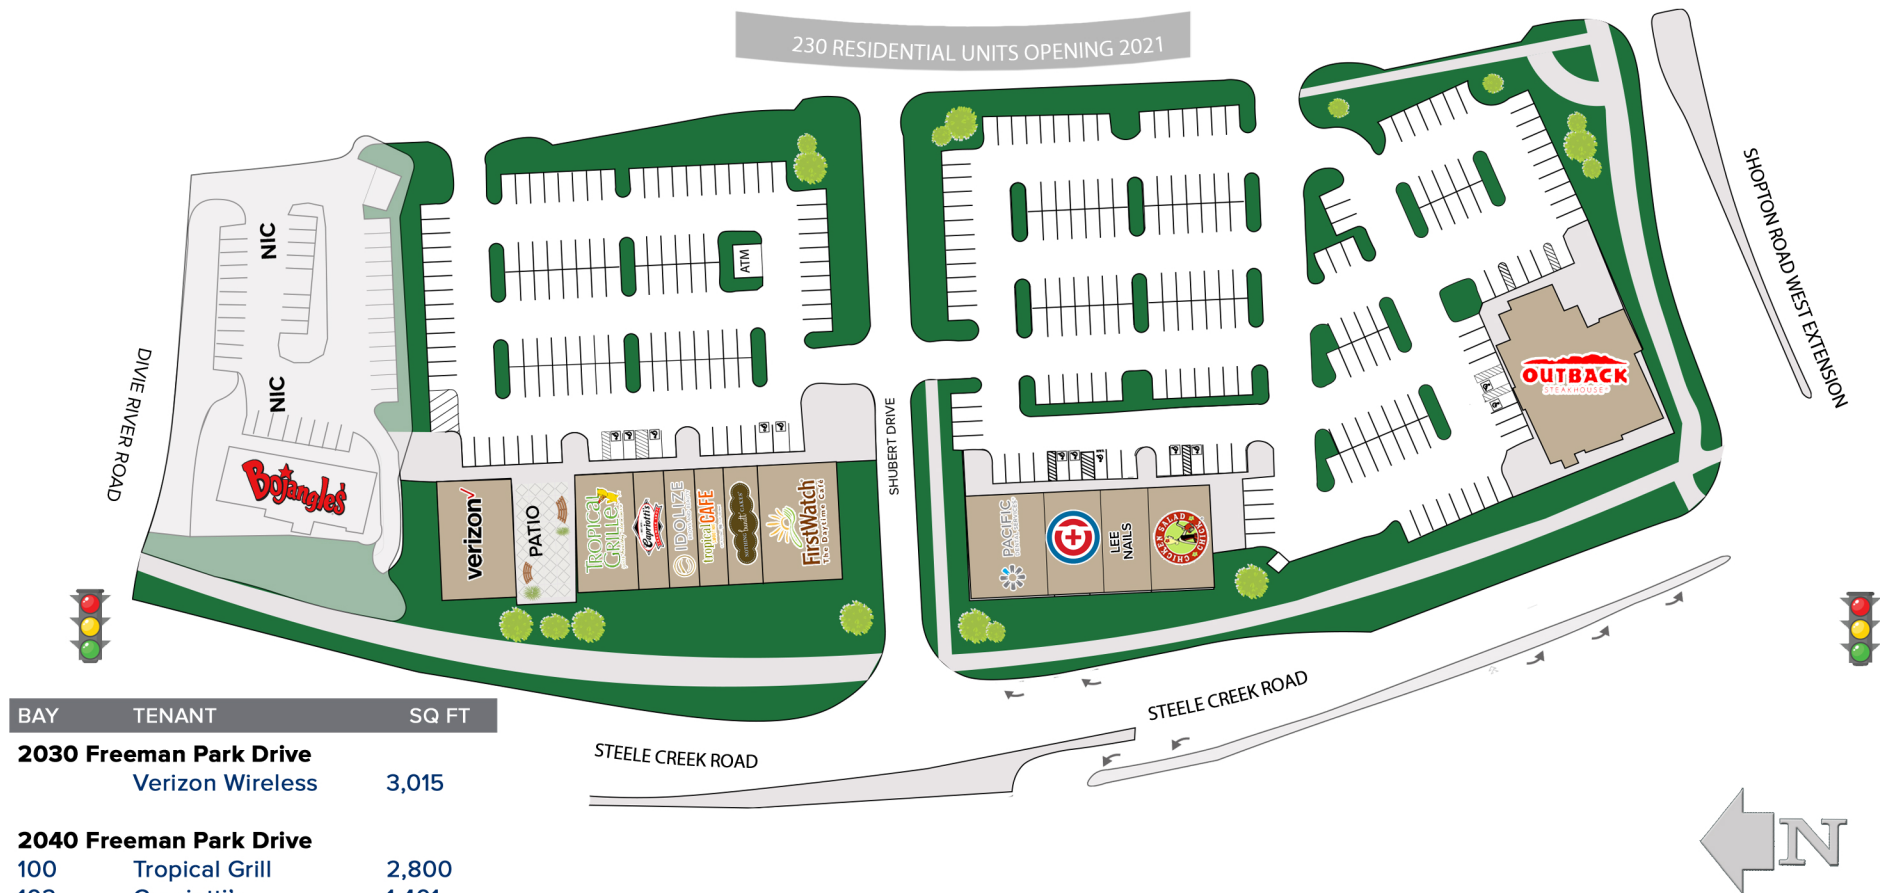 230 RESIDENTIAL UNITS OPENING 2021
SHOPTON ROAD WEST EXTENSION
NIC
NIC
ATM
DIVIE RIVER ROAD
SHUBERT DRIVE
Bojangles'
verizon
PATIO
TROPICAL
GRILLE
Capriotti's
IDOLIZE
tropical CAFE
FirstWatch
The Daytime Cafe
PACIFIC
LEE
NAILS
CHICKEN SALAD CHICK
OUTBACK
STEAKHOUSE
STEELE CREEK ROAD
STEELE CREEK ROAD
BAY TENANT SQ FT
2030 Freeman Park Drive
Verizon Wireless 3,015
2040 Freeman Park Drive
100 Tropical Grill 2,800
N